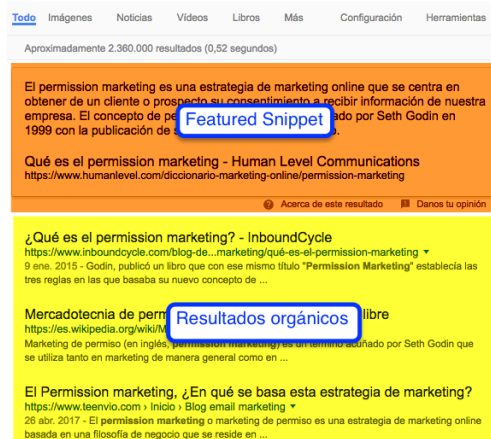 Todo Imágenes Noticias Vídeos Libros Más Configuración Herramientas
Aproximadamente 2.360.000 resultados (0,52 segundos)
El permission marketing es una estrategia de marketing online que se centra en
obtener de un cliente o prospecto su consentimiento a recibir información de nuestra
empresa. El concepto de pe ado por Seth Godin en
Featured Snippet
1999 con la publicación de s o.
Qué es el permission marketing - Human Level Communications
https://www.humanlevel.com/diccionario-marketing-online/permission-marketing
Acerca de este resultado Danos tu opinión
¿Qué es el permission marketing? - InboundCycle
https://www.inboundcycle.com/blog-de...marketing/qué-es-el-permission-marketing
9 ene. 2015 - Godin, publicó un libro que con ese mismo título "Permission Marketing" establecía las
tres reglas en las que basaba su nuevo concepto de ...
Mercadotecnia de perm libre
Resultados orgánicos
https://es.wikipedia.org/wiki/M
Marketing de permiso (en inglés, permission marketing) es un término acuñado por Seth Godin que
se utiliza tanto en marketing de manera general como en ...
El Permission marketing, ¿En qué se basa esta estrategia de marketing?
https://www.teenvio.com › Inicio › Blog email marketing
26 abr. 2017 - El permission marketing o marketing de permiso es una estrategia de marketing online
basada en una filosofía de negocio que se reside en ...